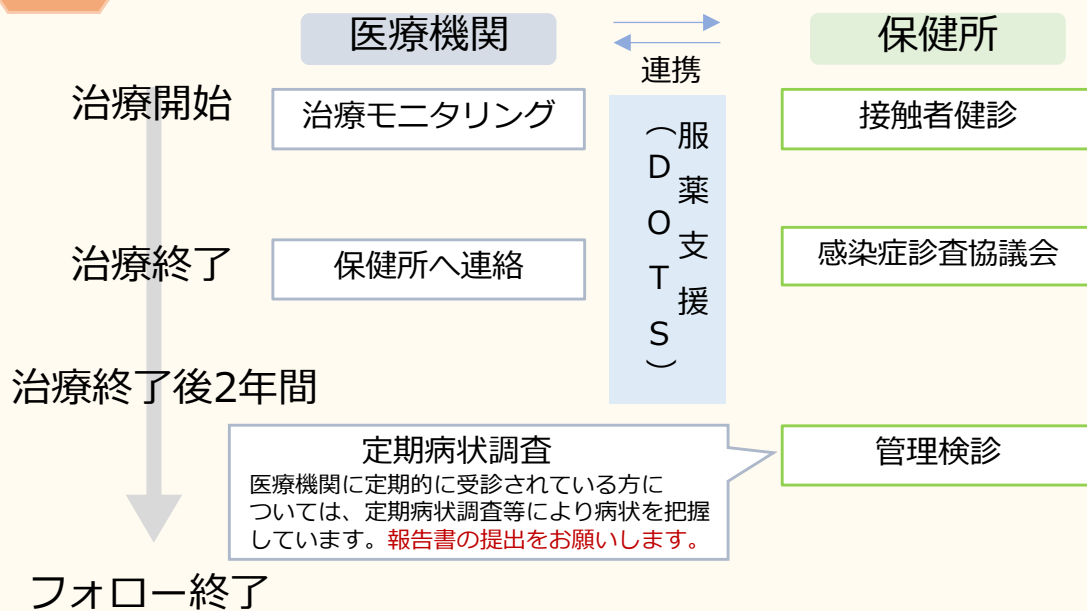 医療機関
保健所
連携
治療開始
治療モニタリング
服薬支援
（DOTS）
接触者健診
治療終了
保健所へ連絡
感染症診査協議会
治療終了後2年間
定期病状調査
医療機関に定期的に受診されている方に
ついては、定期病状調査等により病状を把握
しています。報告書の提出をお願いします。
管理検診
フォロー終了